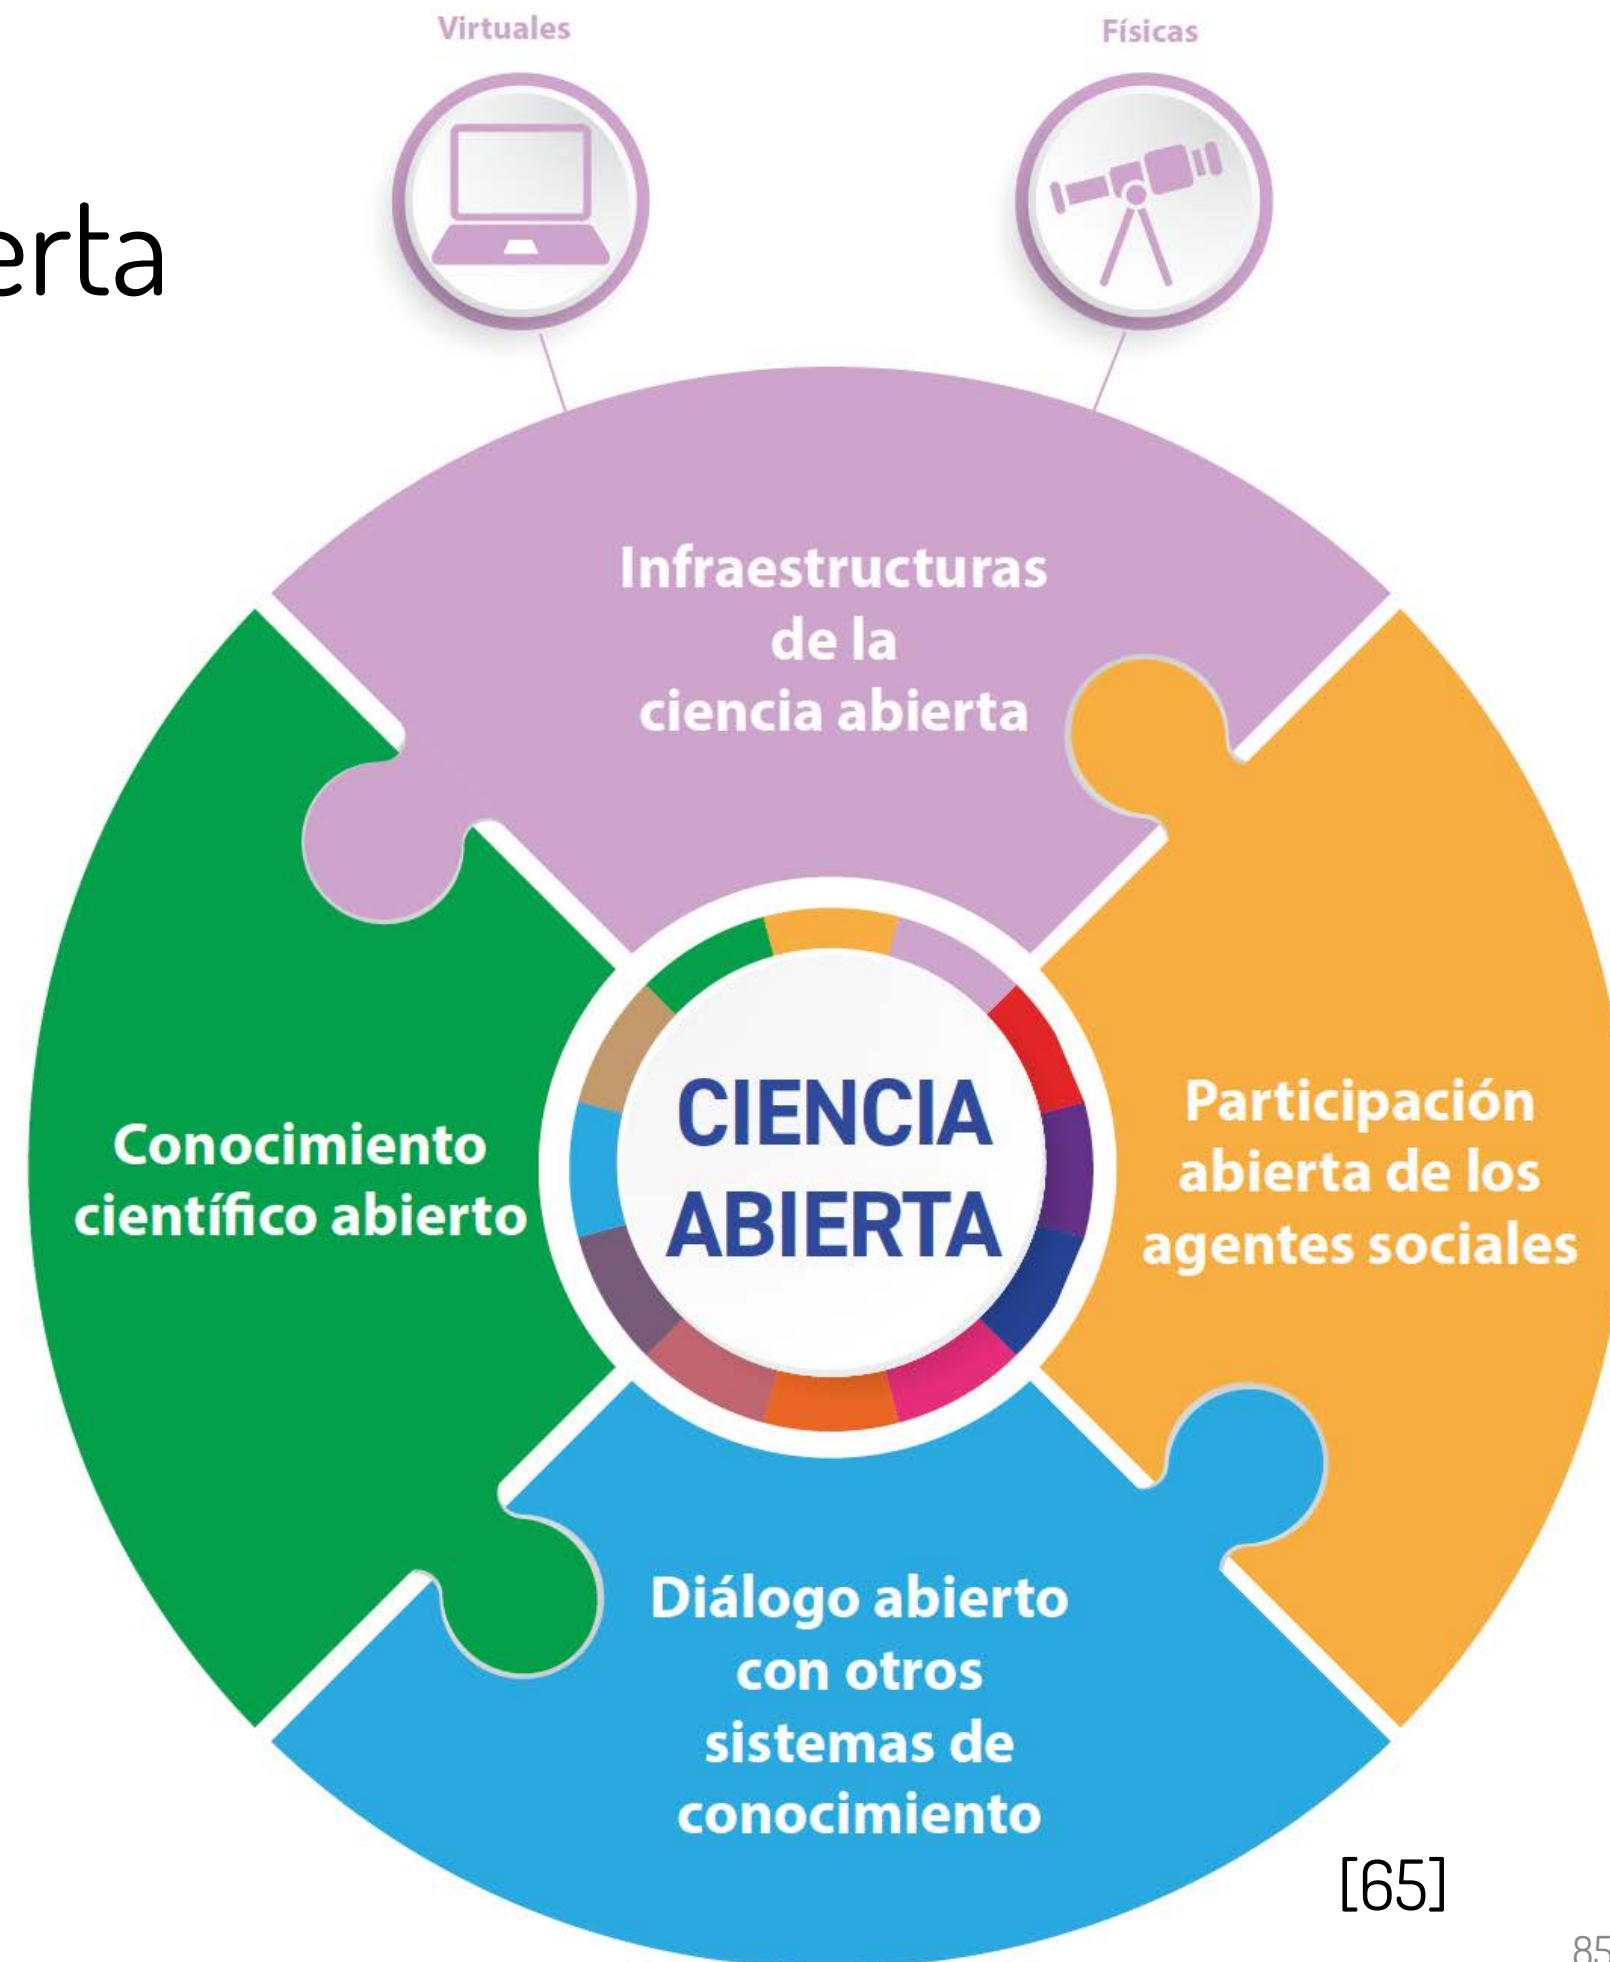 Virtuales
Físicas
erta
Infraestructuras
de la
ciencia abierta
Conocimiento
científico abierto
CIENCIA
ABIERTA
Participación
abierta de los
agentes sociales
Diálogo abierto
con otros
sistemas de
conocimiento
[65]
85